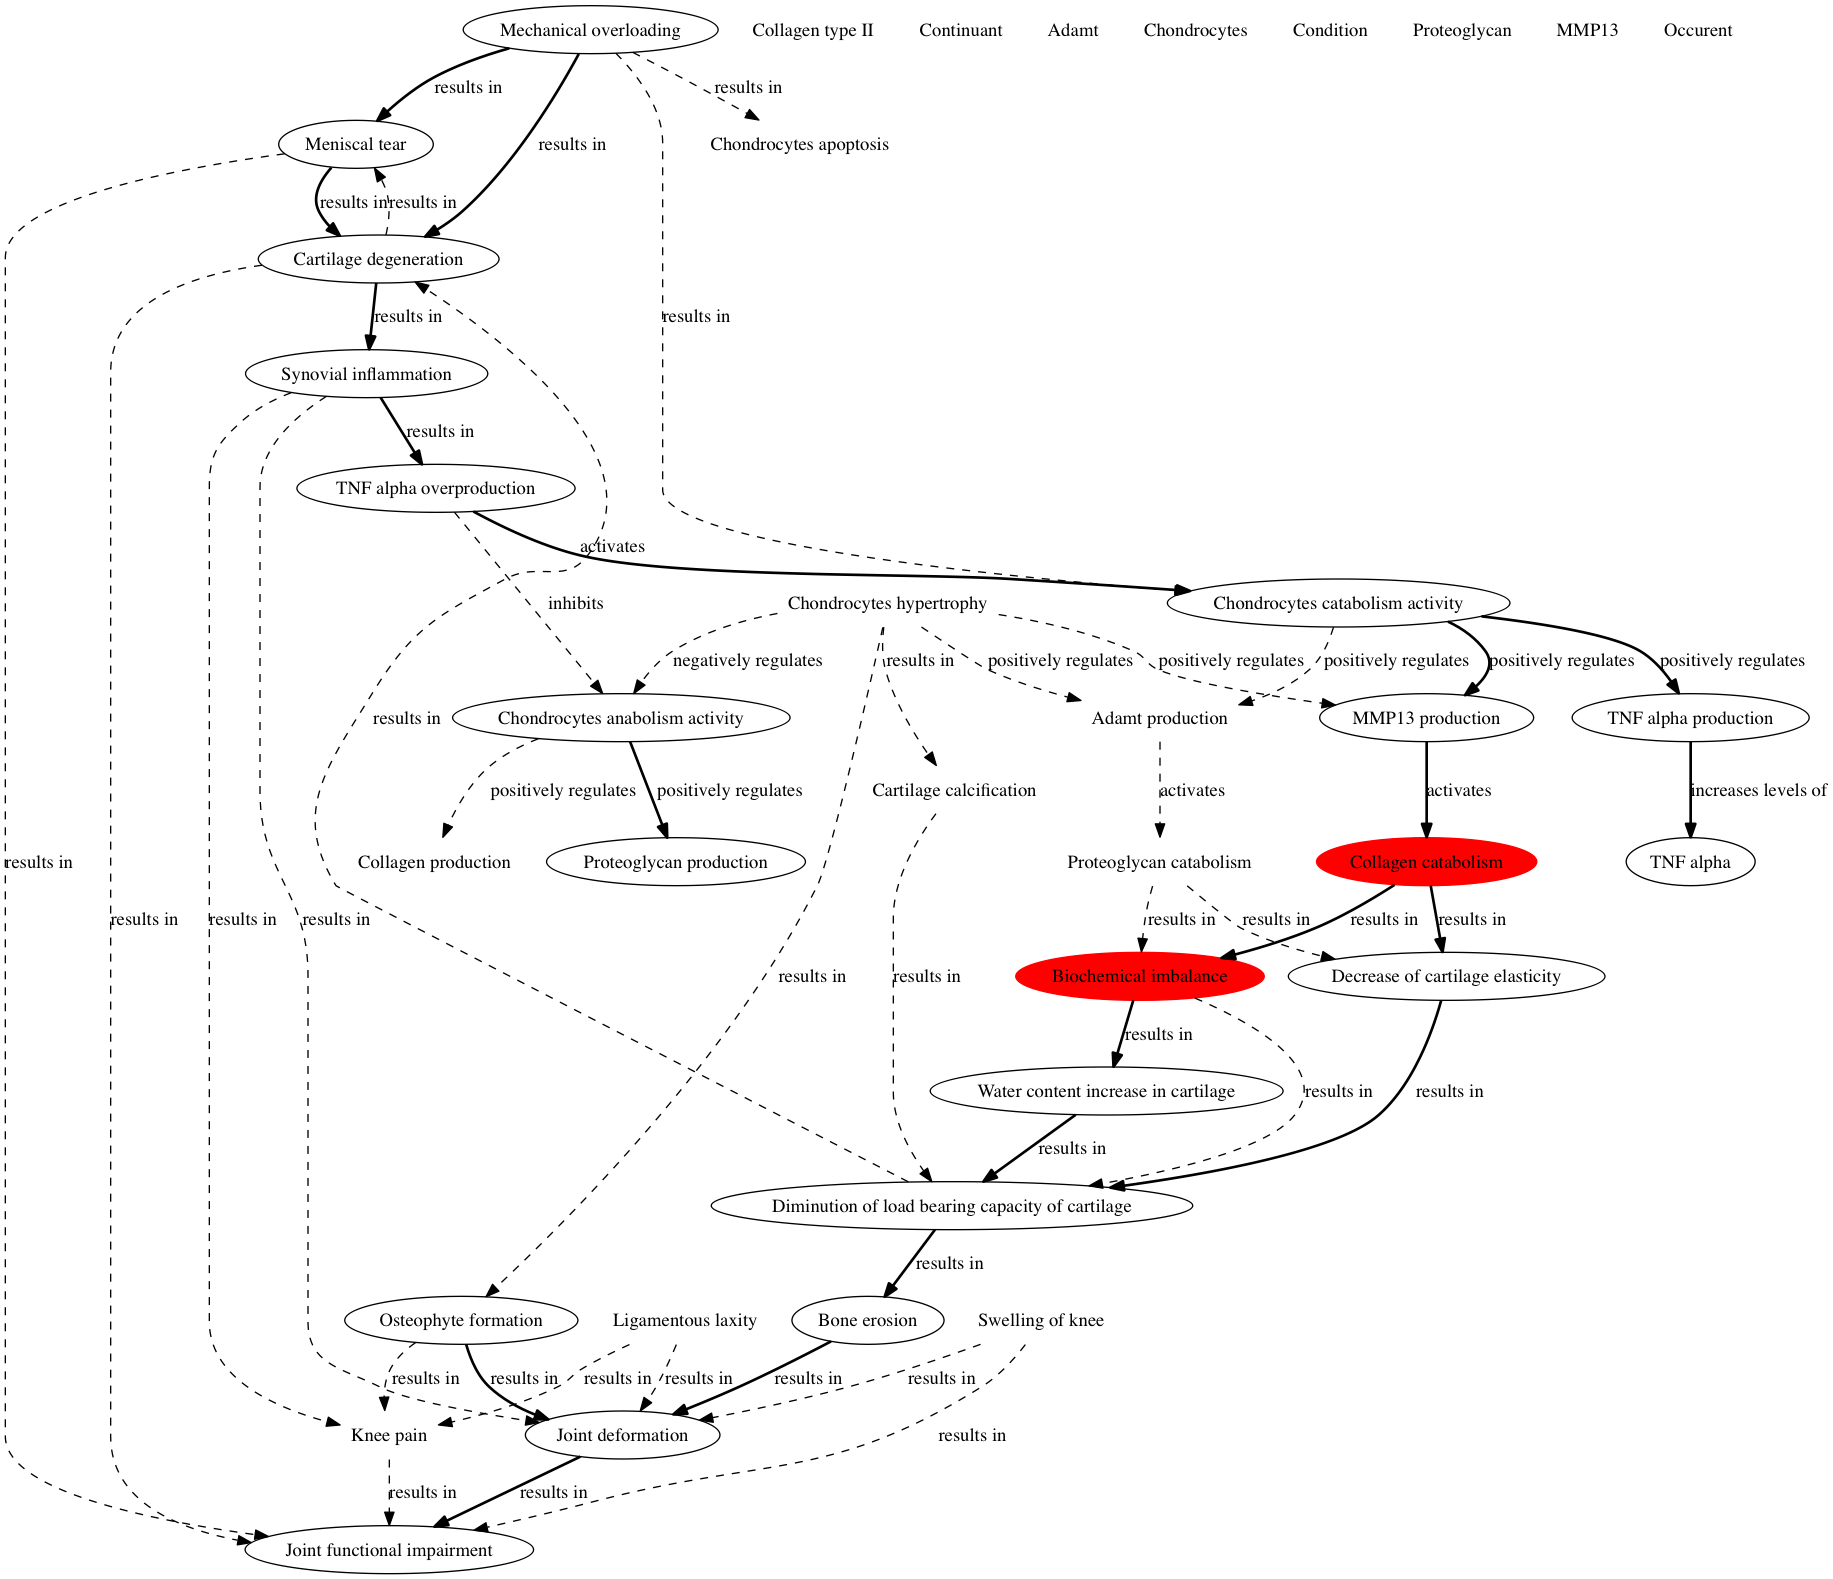 Mechanical overloading
Collagen type II
Continuant
Adamt
Chondrocytes
Condition
Proteoglycan
MMP13
Occurent
results in
results in
Meniscal tear
results in
Chondrocytes apoptosis
results in
results in
Cartilage degeneration
results in
results in
Synovial inflammation
results in
TNF alpha overproduction
activates
inhibits
Chondrocytes hypertrophy
Chondrocytes catabolism activity
negatively regulates
results in
positively regulates
positively regulates
positively regulates
positively regulates
positively regulates
results in
Chondrocytes anabolism activity
Adamt production
MMP13 production
TNF alpha production
positively regulates
positively regulates
Cartilage calcification
activates
activates
increases levels of
results in
Collagen production
Proteoglycan production
Proteoglycan catabolism
Collagen catabolism
TNF alpha
results in
results in
results in
results in
results in
results in
results in
results in
results in
Biochemical imbalance
Decrease of cartilage elasticity
results in
Water content increase in cartilage
results in
results in
results in
Diminution of load bearing capacity of cartilage
results in
Osteophyte formation
Ligamentous laxity
Bone erosion
Swelling of knee
results in
results in
results in
results in
results in
results in
Knee pain
Joint deformation
results in
results in
results in
Joint functional impairment